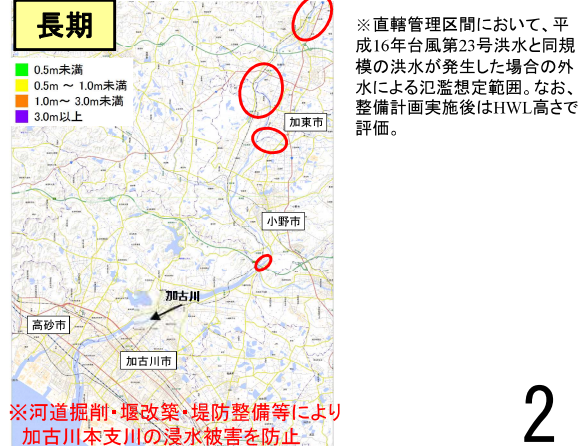 長期
0.5m未満
0.5m ～ 1.0m未満
1.0m～ 3.0m未満
3.0m以上
※直轄管理区間において、平
成16年台風第23号洪水と同規
模の洪水が発生した場合の外
水による氾濫想定範囲。なお、
整備計画実施後はHWL高さで
評価。
加東市
小野市
加古川
高砂市
加古川市
※河道掘削・堰改築・堤防整備等により
加古川本支川の浸水被害を防止
2